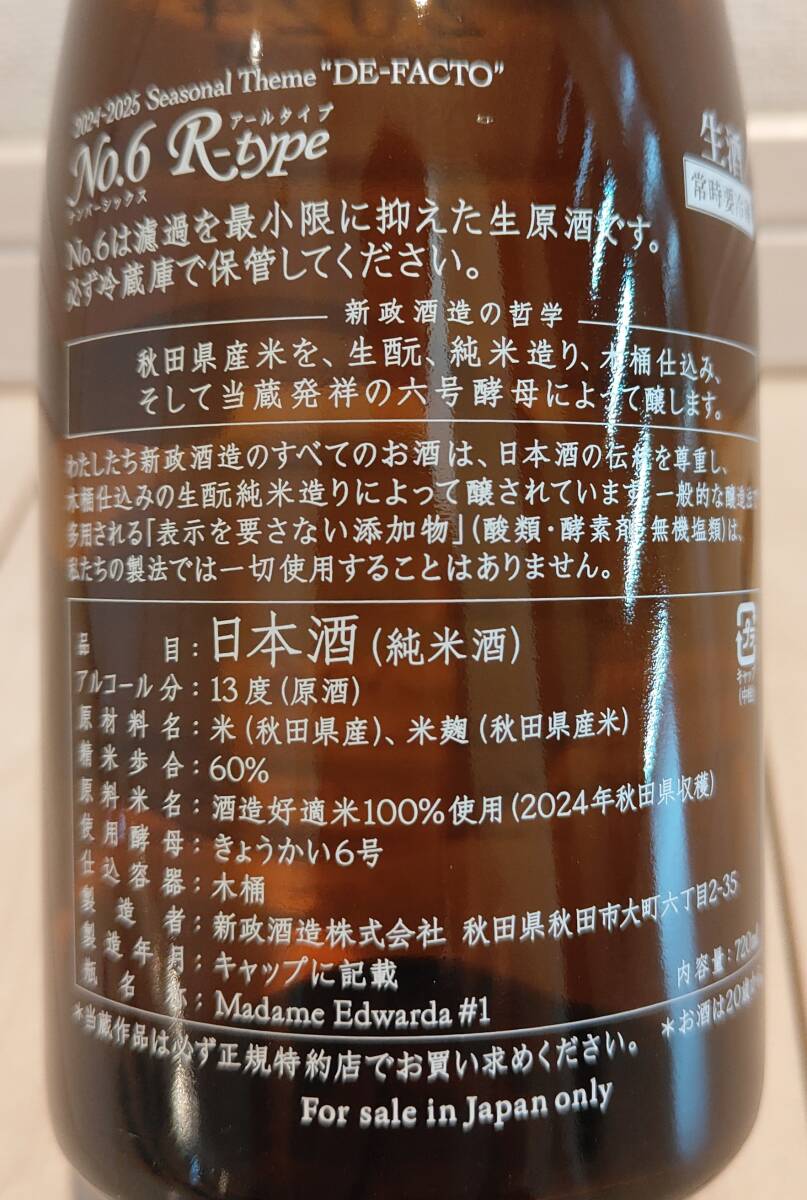 2024-2025 Seasonal Theme "DE-FACTO"
アールタイプ
No.6 R-type
ナンバーシックス
生酒
常時要冷
No.6は濾過を最小限に抑えた生原酒です。
必ず冷蔵庫で保管してください。
新政酒造の哲学
秋田県産米を、生酛、純米造り、木桶仕込み、
そして当蔵発祥の六号酵母によって醸します。
わたしたち新政酒造のすべてのお酒は、日本酒の伝統を尊重し、
木桶仕込みの生酛純米造りによって醸されています。一般的な醸造法で
多用される「表示を要さない添加物」(酸類・酵素剤・無機塩類)は、
私たちの製法では一切使用することはありません。
品目:日本酒(純米酒)
アルコール分:13度(原酒)
原材料名:米(秋田県産)、米麹(秋田県産米)
精米歩合:60%
原料米名:酒造好適米100%使用(2024年秋田県収穫)
使用酵母:きょうかい6号
仕込容器:木桶
製造者:新政酒造株式会社 秋田県秋田市大町六丁目2-35
製造年月:キャップに記載
内容量:720ml
瓶名称:Madame Edwarda #1
キャップ
(中栓)
*当蔵作品は必ず正規特約店でお買い求めください。 *お酒は20歳から
For sale in Japan only